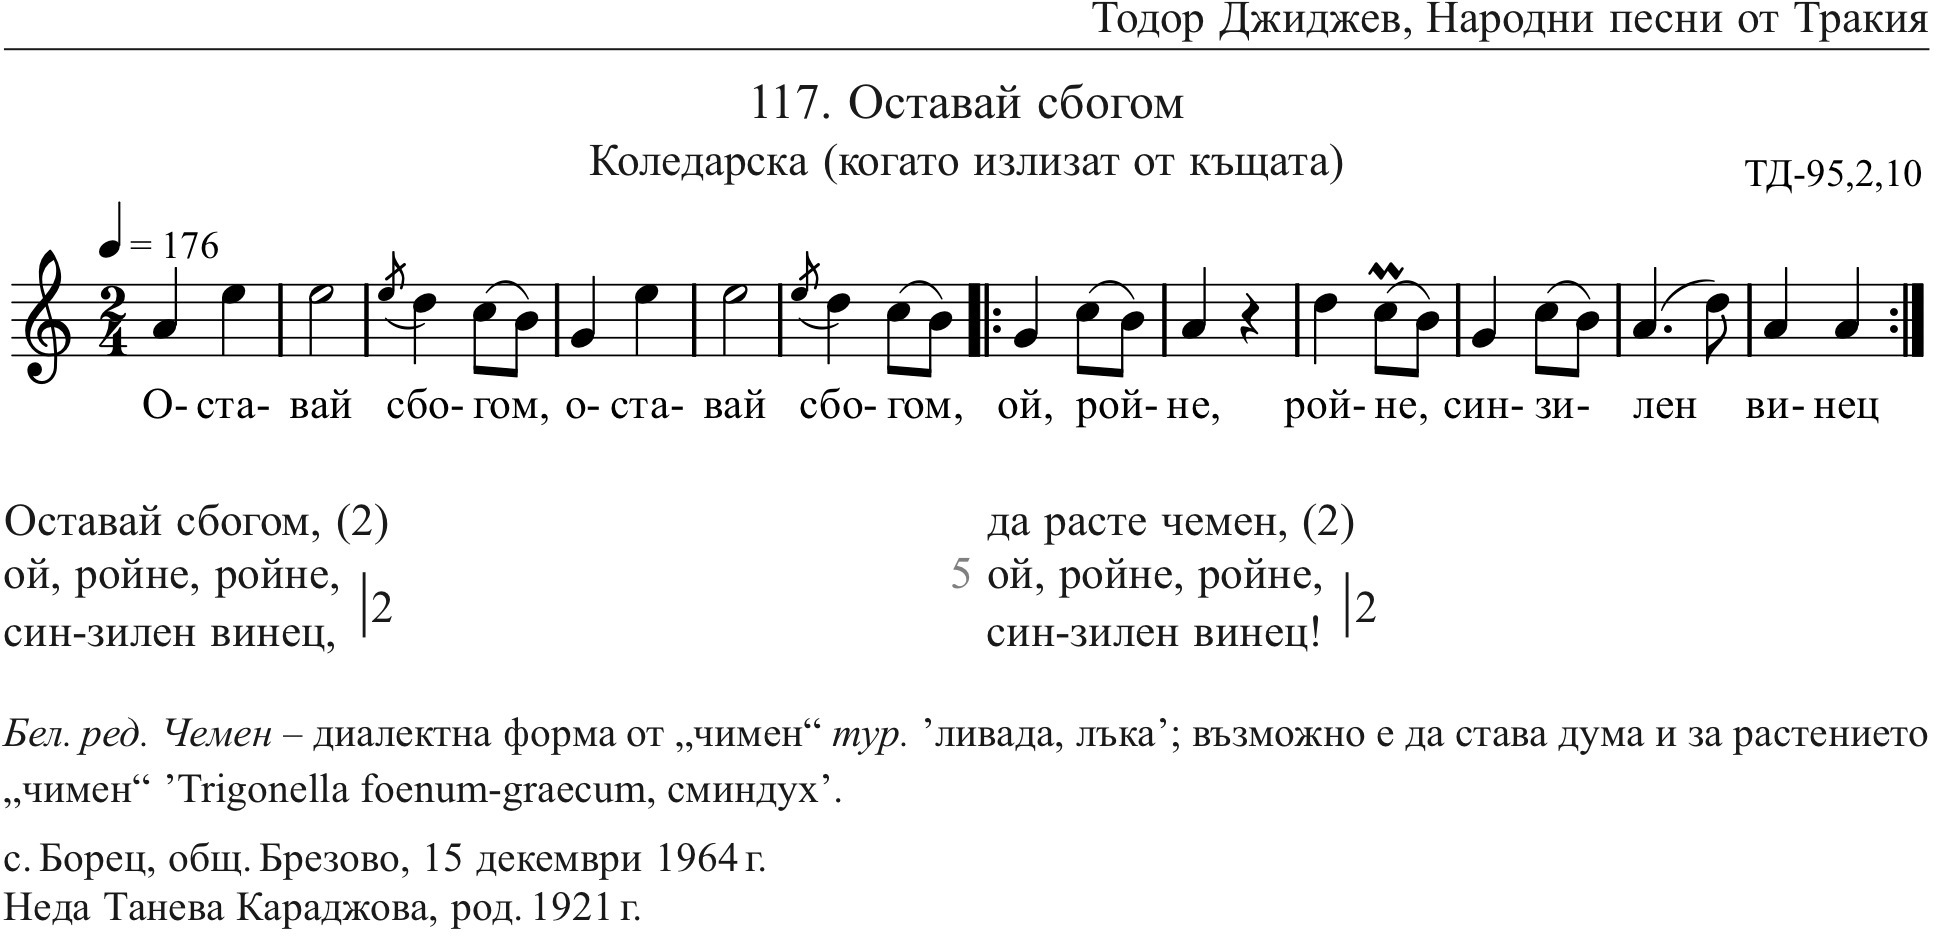 Тодор Джиджев, Народни песни от Тракия
117. Оставай сбогом
Коледарска (когато излизат от къщата)
ТД-95,2,10
= 176
О- ста- вай сбо- гом, о- ста- вай сбо- гом, ой, рой- не, рой- не, син- зи- лен ви- нец
Оставай сбогом, (2)
ой, ройне, ройне,
син-зилен винец,
|2
да расте чемен, (2)
5 ой, ройне, ройне,
син-зилен винец!
|2
Бел. ред. Чемен – диалектна форма от „чимен“ тур. ’ливада, лъка’; възможно е да става дума и за растението
„чимен“ ’Trigonella foenum-graecum, сминдух’.
с. Борец, общ. Брезово, 15 декември 1964 г.
Неда Танева Караджова, род. 1921 г.